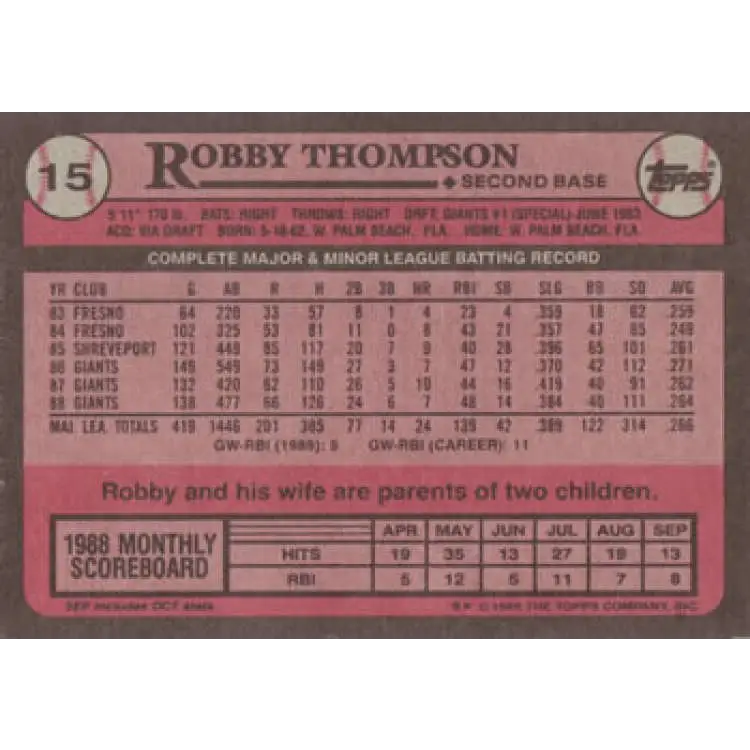 15
ROBBY THOMPSON
SECOND BASE
Topps
5'11" 170 lb. BATS: RIGHT THROWS: RIGHT DRAFT: GIANTS #1 (SPECIAL)-JUNE 1983
ACQ: VIA DRAFT BORN: 5-10-62, W. PALM BEACH, FLA. HOME: W. PALM BEACH, FLA.
COMPLETE MAJOR & MINOR LEAGUE BATTING RECORD
YR CLUB G AB R H 2B 3B HR RBI SB SLG BB SO AVG
83 FRESNO 64 220 33 57 8 1 4 23 4 .359 18 62 .259
84 FRESNO 102 325 53 81 11 0 8 43 21 .357 47 85 .249
85 SHREVEPORT 121 449 85 117 20 7 9 40 28 .396 65 101 .261
86 GIANTS 149 549 73 149 27 3 7 47 12 .370 42 112 .271
87 GIANTS 132 420 62 110 26 5 10 44 16 .419 40 91 .262
88 GIANTS 138 477 66 126 24 6 7 48 14 .384 40 111 .264
MAJ. LEA. TOTALS 419 1446 201 385 77 14 24 139 42 .389 122 314 .266
GW-RBI (CAREER): 11
Robby and his wife are parents of two children.
1988 MONTHLY SCOREBOARD
APR MAY JUN JUL AUG SEP
HITS 19 35 13 27 19 13
RBI 5 12 5 11 7 8
SEP includes OCT stats
THE TOPPS COMPANY, INC.